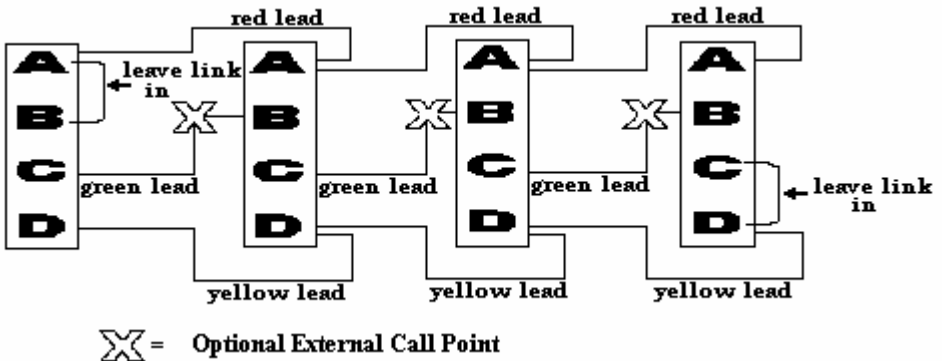 red lead
red lead
red lead
A
A
A
A
leave link
in
B
X
B
X
B
X
B
C
C
C
C
green lead
green lead
green lead
leave link
in
D
D
D
D
yellow lead
yellow lead
yellow lead
X = Optional External Call Point